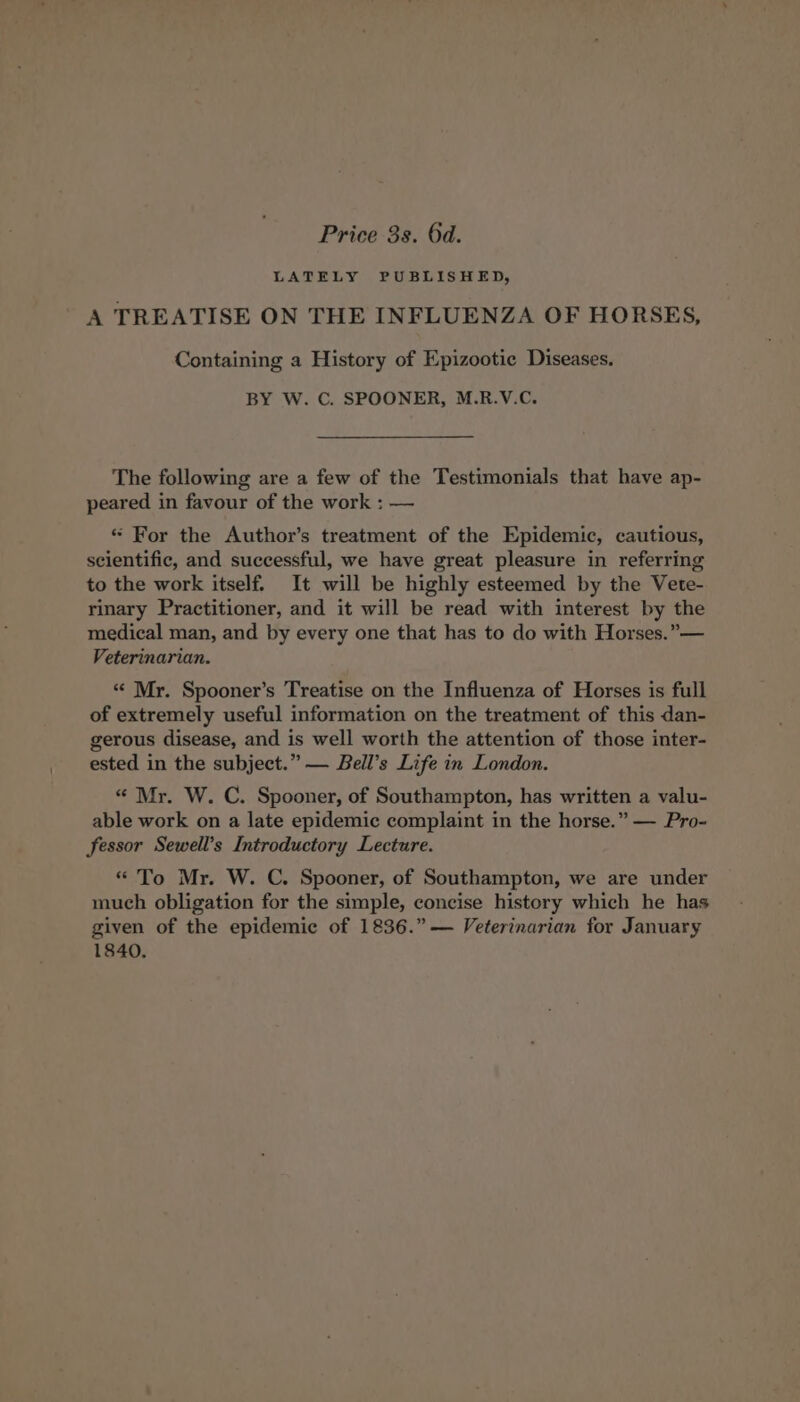 Price 3s. 6d.
LATELY PUBLISHED,
A TREATISE ON THE INFLUENZA OF HORSES,
Containing a History of Epizootic Diseases.
BY W. C. SPOONER, M.R.V.C.
The following are a few of the Testimonials that have ap-
peared in favour of the work : —
“ For the Author’s treatment of the Epidemic, cautious,
scientific, and successful, we have great pleasure in referring
to the work itself. It will be highly esteemed by the Vete-
rinary Practitioner, and it will be read with interest by the
medical man, and by every one that has to do with Horses.”—
Veterinarian.
“ Mr. Spooner’s Treatise on the Influenza of Horses is full
of extremely useful information on the treatment of this dan-
gerous disease, and is well worth the attention of those inter-
ested in the subject.” — Bell’s Life in London.
“ Mr. W. C. Spooner, of Southampton, has written a valu-
able work on a late epidemic complaint in the horse.” — Pro-
fessor Sewell’s Introductory Lecture.
“ To Mr. W. C. Spooner, of Southampton, we are under
much obligation for the simple, concise history which he has
given of the epidemic of 1836.” — Veterinarian for January
1840.